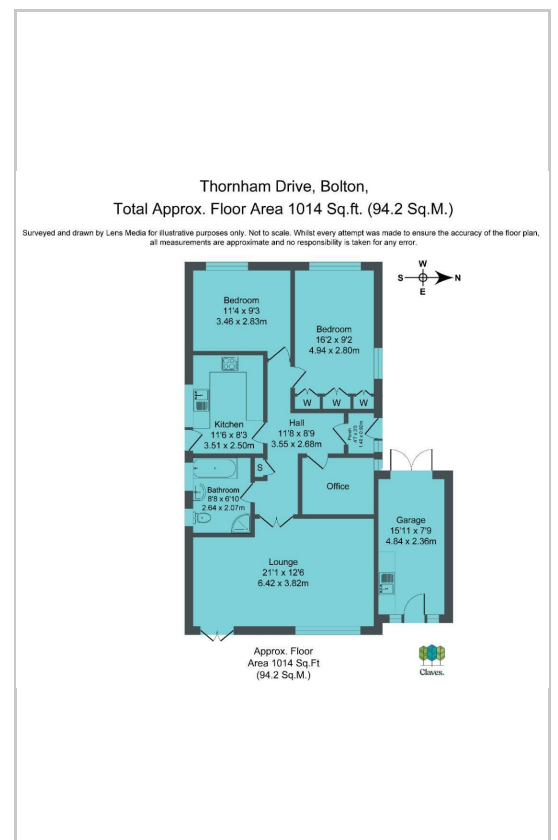 Thornham Drive, Bolton,
Total Approx. Floor Area 1014 Sq.ft. (94.2 Sq.M.)
Surveyed and drawn by Lens Media for illustrative purposes only. Not to scale. Whilst every attempt was made to ensure the accuracy of the floor plan,
all measurements are approximate and no responsibility is taken for any error.
W
S
N
E
Bedroom
11'4 x 9'3
3.46 x 2.83m
Bedroom
16'2 x 9'2
4.94 x 2.80m
W
W
W
Kitchen
11'6 x 8'3
3.51 x 2.50m
Hall
11'8 x 8'9
3.55 x 2.68m
Porch
S
Bathroom
8'8 x 6'10
2.64 x 2.07m
Office
Garage
15'11 x 7'9
4.84 x 2.36m
Lounge
21'1 x 12'6
6.42 x 3.82m
Approx. Floor
Area 1014 Sq.Ft
(94.2 Sq.M.)
Claves.